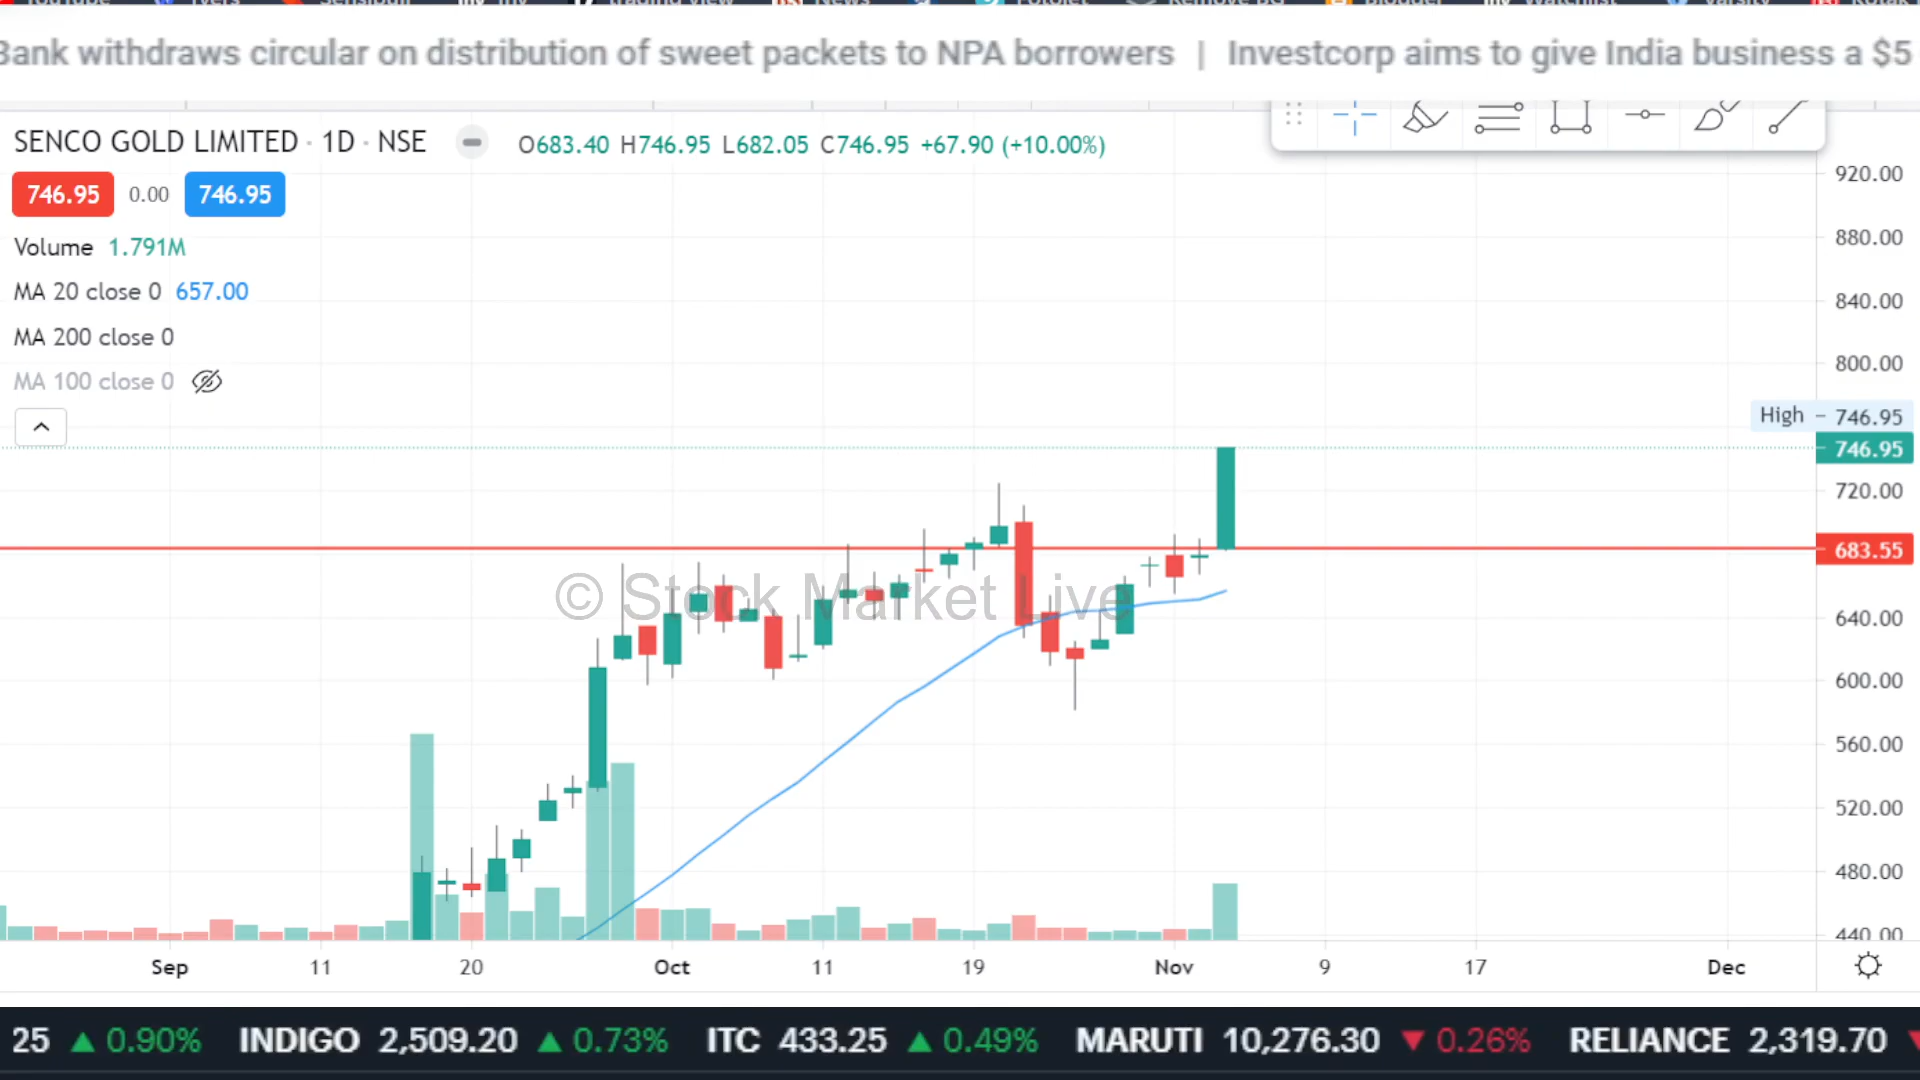 Bank withdraws circular on distribution of sweet packets to NPA borrowers | Investcorp aims to give India business a $5
SENCO GOLD LIMITED · 1D · NSE O683.40 H746.95 L682.05 C746.95 +67.90 (+10.00%)
746.95 0.00 746.95
Volume 1.791M
MA 20 close 0 657.00
MA 200 close 0
MA 100 close 0
920.00
880.00
840.00
800.00
High 746.95
746.95
720.00
683.55
© Stock Market Live
640.00
600.00
560.00
520.00
480.00
440.00
Sep 11 20 Oct 11 19 Nov 9 17 Dec
25 ▲ 0.90% INDIGO 2,509.20 ▲ 0.73% ITC 433.25 ▲ 0.49% MARUTI 10,276.30 ▼ 0.26% RELIANCE 2,319.70 ▼